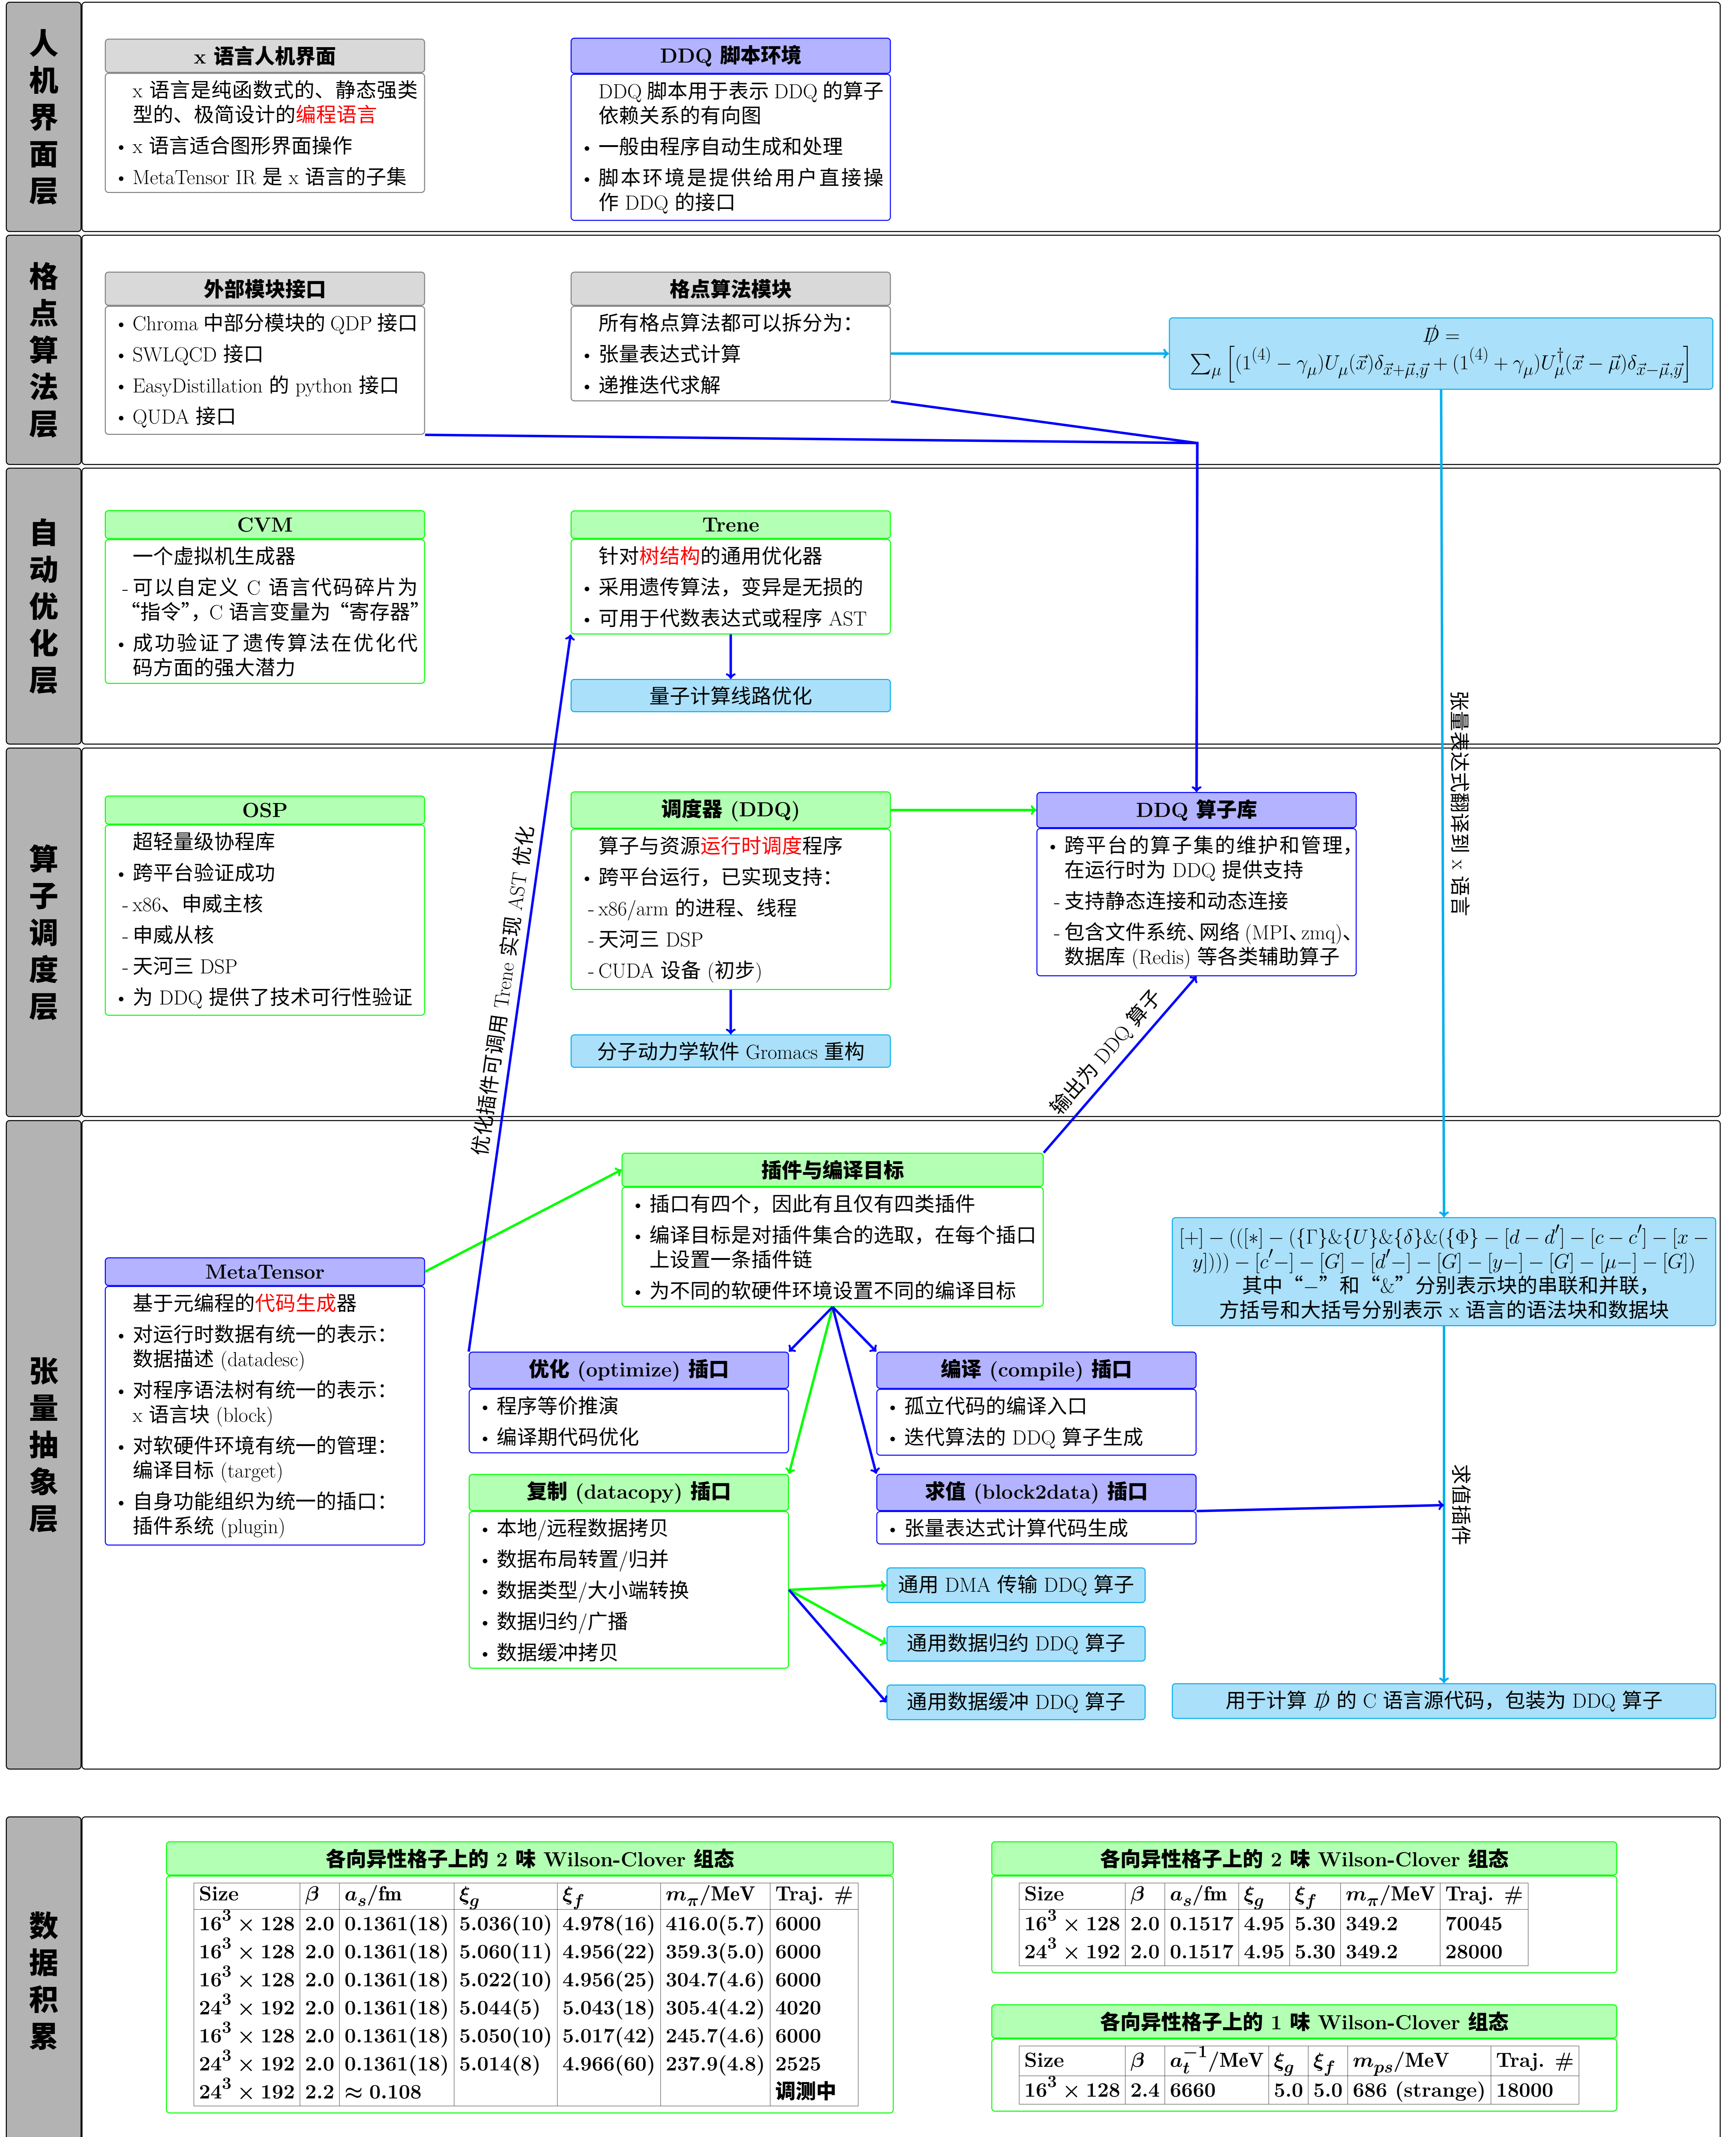 人机界面层
x 语言人机界面
x 语言是纯函数式的、静态强类
型的、极简设计的编程语言
• x 语言适合图形界面操作
• MetaTensor IR 是 x 语言的子集
DDQ 脚本环境
DDQ 脚本用于表示 DDQ 的算子
依赖关系的有向图
• 一般由程序自动生成和处理
• 脚本环境是提供给用户直接操
作 DDQ 的接口
格点算法层
外部模块接口
• Chroma 中部分模块的 QDP 接口
• SWLQCD 接口
• EasyDistillation 的 python 接口
• QUDA 接口
格点算法模块
所有格点算法都可以拆分为：
• 张量表达式计算
• 递推迭代求解
D̸ =
∑_μ [(1^(4) − γ_μ)U_μ(x⃗)δ_{x⃗+μ⃗,y⃗} + (1^(4) + γ_μ)U_μ^†(x⃗ − μ⃗)δ_{x⃗−μ⃗,y⃗}]
自动优化层
CVM
一个虚拟机生成器
- 可以自定义 C 语言代码碎片为
“指令”，C 语言变量为“寄存器”
• 成功验证了遗传算法在优化代
码方面的强大潜力
Trene
针对树结构的通用优化器
• 采用遗传算法，变异是无损的
• 可用于代数表达式或程序 AST
量子计算线路优化
张量表达式翻译到 x 语言
算子调度层
OSP
超轻量级协程库
• 跨平台验证成功
- x86、申威主核
- 申威从核
- 天河三 DSP
• 为 DDQ 提供了技术可行性验证
优化插件可调用 Trene 实现 AST 优化
调度器 (DDQ)
算子与资源运行时调度程序
• 跨平台运行，已实现支持：
- x86/arm 的进程、线程
- 天河三 DSP
- CUDA 设备 (初步)
分子动力学软件 Gromacs 重构
DDQ 算子库
• 跨平台的算子集的维护和管理，
在运行时为 DDQ 提供支持
- 支持静态连接和动态连接
- 包含文件系统、网络 (MPI、zmq)、
数据库 (Redis) 等各类辅助算子
输出为 DDQ 算子
张量抽象层
MetaTensor
基于元编程的代码生成器
• 对运行时数据有统一的表示：
数据描述 (datadesc)
• 对程序语法树有统一的表示：
x 语言块 (block)
• 对软硬件环境有统一的管理：
编译目标 (target)
• 自身功能组织为统一的插口：
插件系统 (plugin)
插件与编译目标
• 插口有四个，因此有且仅有四类插件
• 编译目标是对插件集合的选取，在每个插口
上设置一条插件链
• 为不同的软硬件环境设置不同的编译目标
优化 (optimize) 插口
• 程序等价推演
• 编译期代码优化
编译 (compile) 插口
• 孤立代码的编译入口
• 迭代算法的 DDQ 算子生成
复制 (datacopy) 插口
• 本地/远程数据拷贝
• 数据布局转置/归并
• 数据类型/大小端转换
• 数据归约/广播
• 数据缓冲拷贝
求值 (block2data) 插口
• 张量表达式计算代码生成
通用 DMA 传输 DDQ 算子
通用数据归约 DDQ 算子
通用数据缓冲 DDQ 算子
[+] − (([∗] − ({Γ}&{U}&{δ}&({Φ} − [d − d′] − [c − c′] − [x −
y]))) − [c′−] − [G] − [d′−] − [G] − [y−] − [G] − [μ−] − [G])
其中“−”和“&”分别表示块的串联和并联，
方括号和大括号分别表示 x 语言的语法块和数据块
求值插件
用于计算 D̸ 的 C 语言源代码，包装为 DDQ 算子
数据积累
各向异性格子上的 2 味 Wilson-Clover 组态
Size β a_s/fm ξ_g ξ_f m_π/MeV Traj. #
16³ × 128 2.0 0.1361(18) 5.036(10) 4.978(16) 416.0(5.7) 6000
16³ × 128 2.0 0.1361(18) 5.060(11) 4.956(22) 359.3(5.0) 6000
16³ × 128 2.0 0.1361(18) 5.022(10) 4.956(25) 304.7(4.6) 6000
24³ × 192 2.0 0.1361(18) 5.044(5) 5.043(18) 305.4(4.2) 4020
16³ × 128 2.0 0.1361(18) 5.050(10) 5.017(42) 245.7(4.6) 6000
24³ × 192 2.0 0.1361(18) 5.014(8) 4.966(60) 237.9(4.8) 2525
24³ × 192 2.2 ≈ 0.108 调测中
各向异性格子上的 2 味 Wilson-Clover 组态
Size β a_s/fm ξ_g ξ_f m_π/MeV Traj. #
16³ × 128 2.0 0.1517 4.95 5.30 349.2 70045
24³ × 192 2.0 0.1517 4.95 5.30 349.2 28000
各向异性格子上的 1 味 Wilson-Clover 组态
Size β a_t^{−1}/MeV ξ_g ξ_f m_{ps}/MeV Traj. #
16³ × 128 2.4 6660 5.0 5.0 686 (strange) 18000